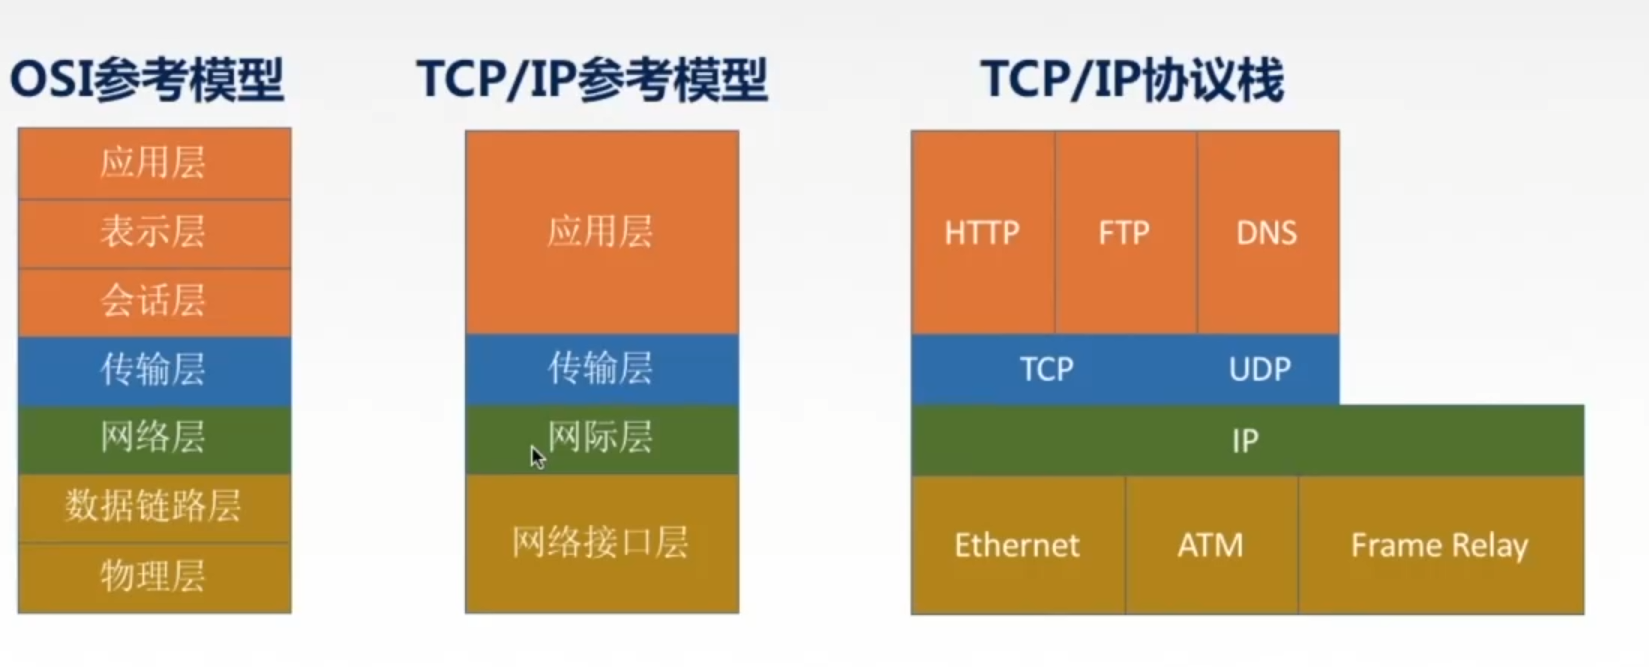 OSI参考模型
应用层
表示层
会话层
传输层
网络层
数据链路层
物理层
TCP/IP参考模型
应用层
传输层
网际层
网络接口层
TCP/IP协议栈
HTTP FTP DNS
TCP UDP
IP
Ethernet ATM Frame Relay